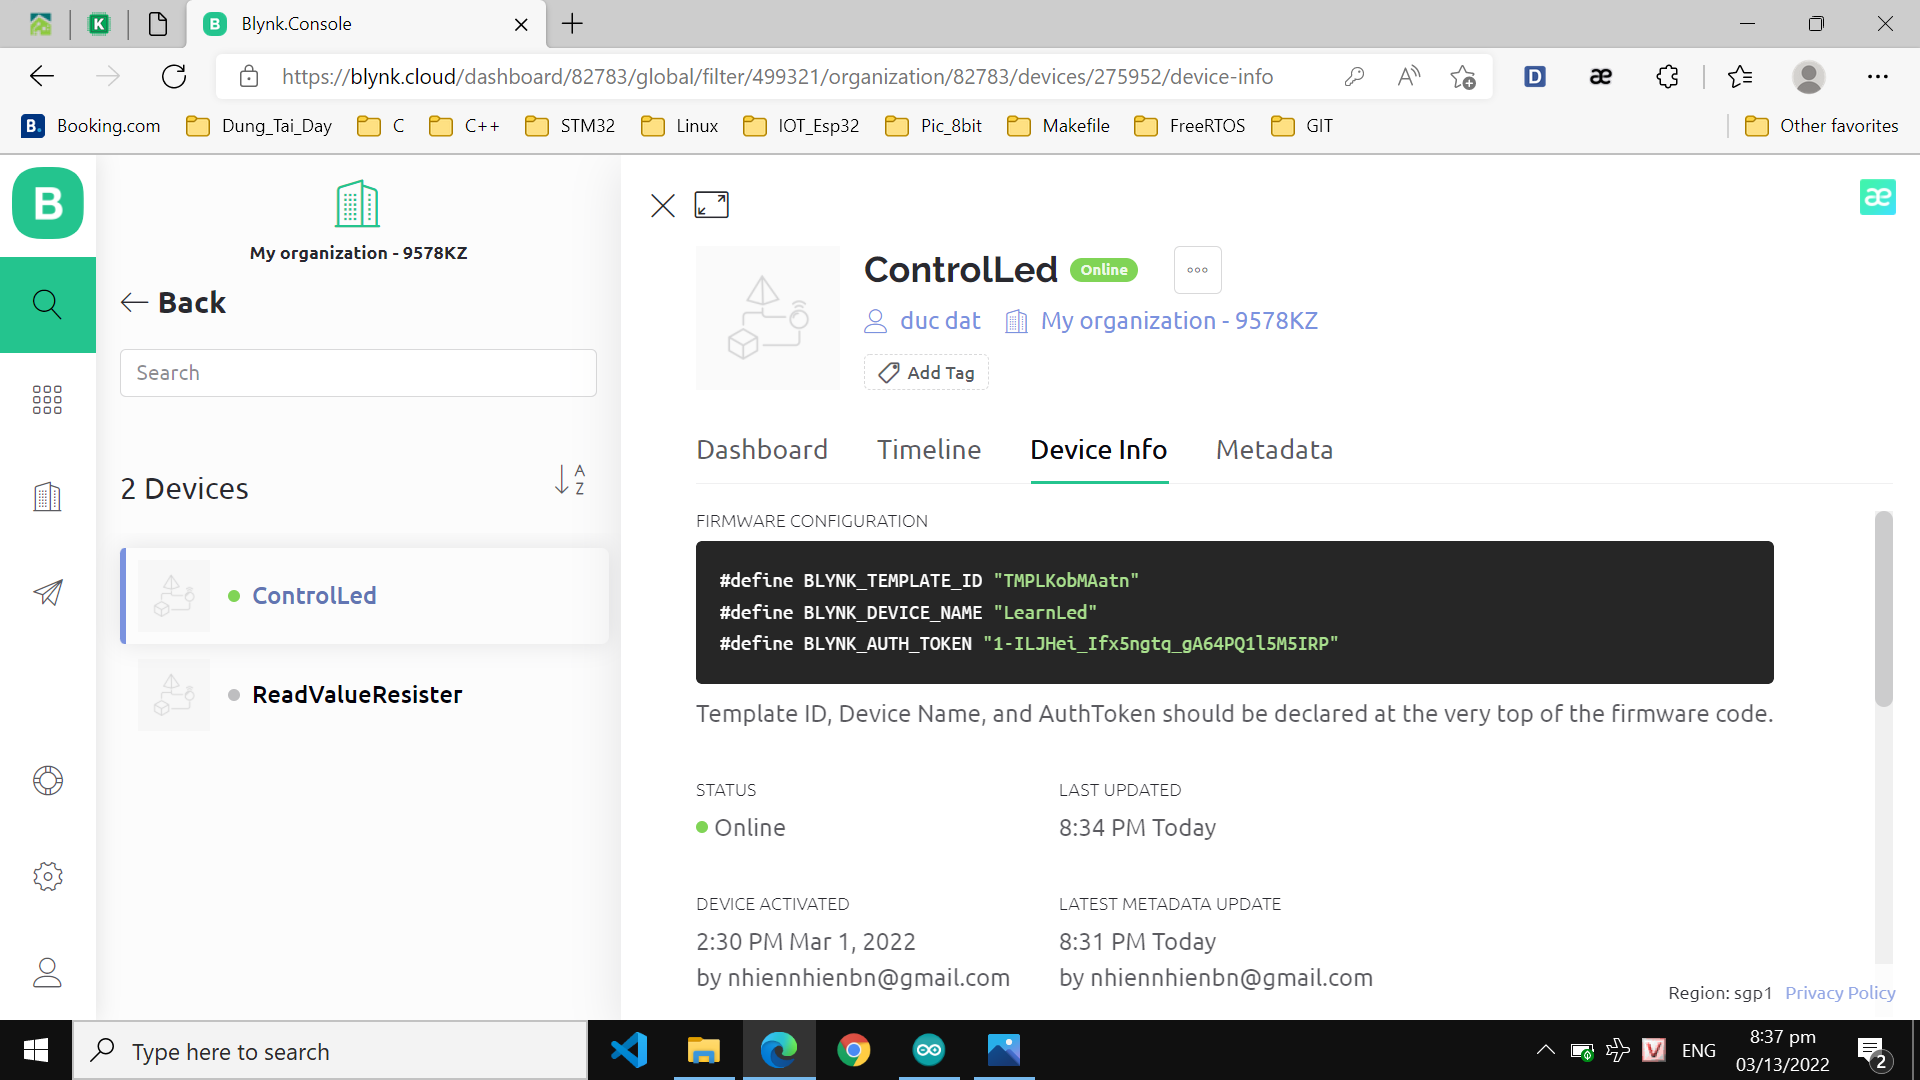 Blynk.Console
https://blynk.cloud/dashboard/82783/global/filter/499321/organization/82783/devices/275952/device-info
Booking.com
Dung_Tai_Day
C
C++
STM32
Linux
IOT_Esp32
Pic_8bit
Makefile
FreeRTOS
GIT
Other favorites
My organization - 9578KZ
Back
Search
2 Devices
ControlLed
ReadValueResister
ControlLed Online
duc dat My organization - 9578KZ
Add Tag
Dashboard Timeline Device Info Metadata
FIRMWARE CONFIGURATION
#define BLYNK_TEMPLATE_ID "TMPLKobMAatn"
#define BLYNK_DEVICE_NAME "LearnLed"
#define BLYNK_AUTH_TOKEN "1-ILJHei_Ifx5ngtq_gA64PQ1l5M5IRP"
Template ID, Device Name, and AuthToken should be declared at the very top of the firmware code.
STATUS
Online
LAST UPDATED
8:34 PM Today
DEVICE ACTIVATED
2:30 PM Mar 1, 2022
by nhiennhienbn@gmail.com
LATEST METADATA UPDATE
8:31 PM Today
by nhiennhienbn@gmail.com
Region: sgp1 Privacy Policy
Type here to search
ENG
8:37 pm
03/13/2022
2